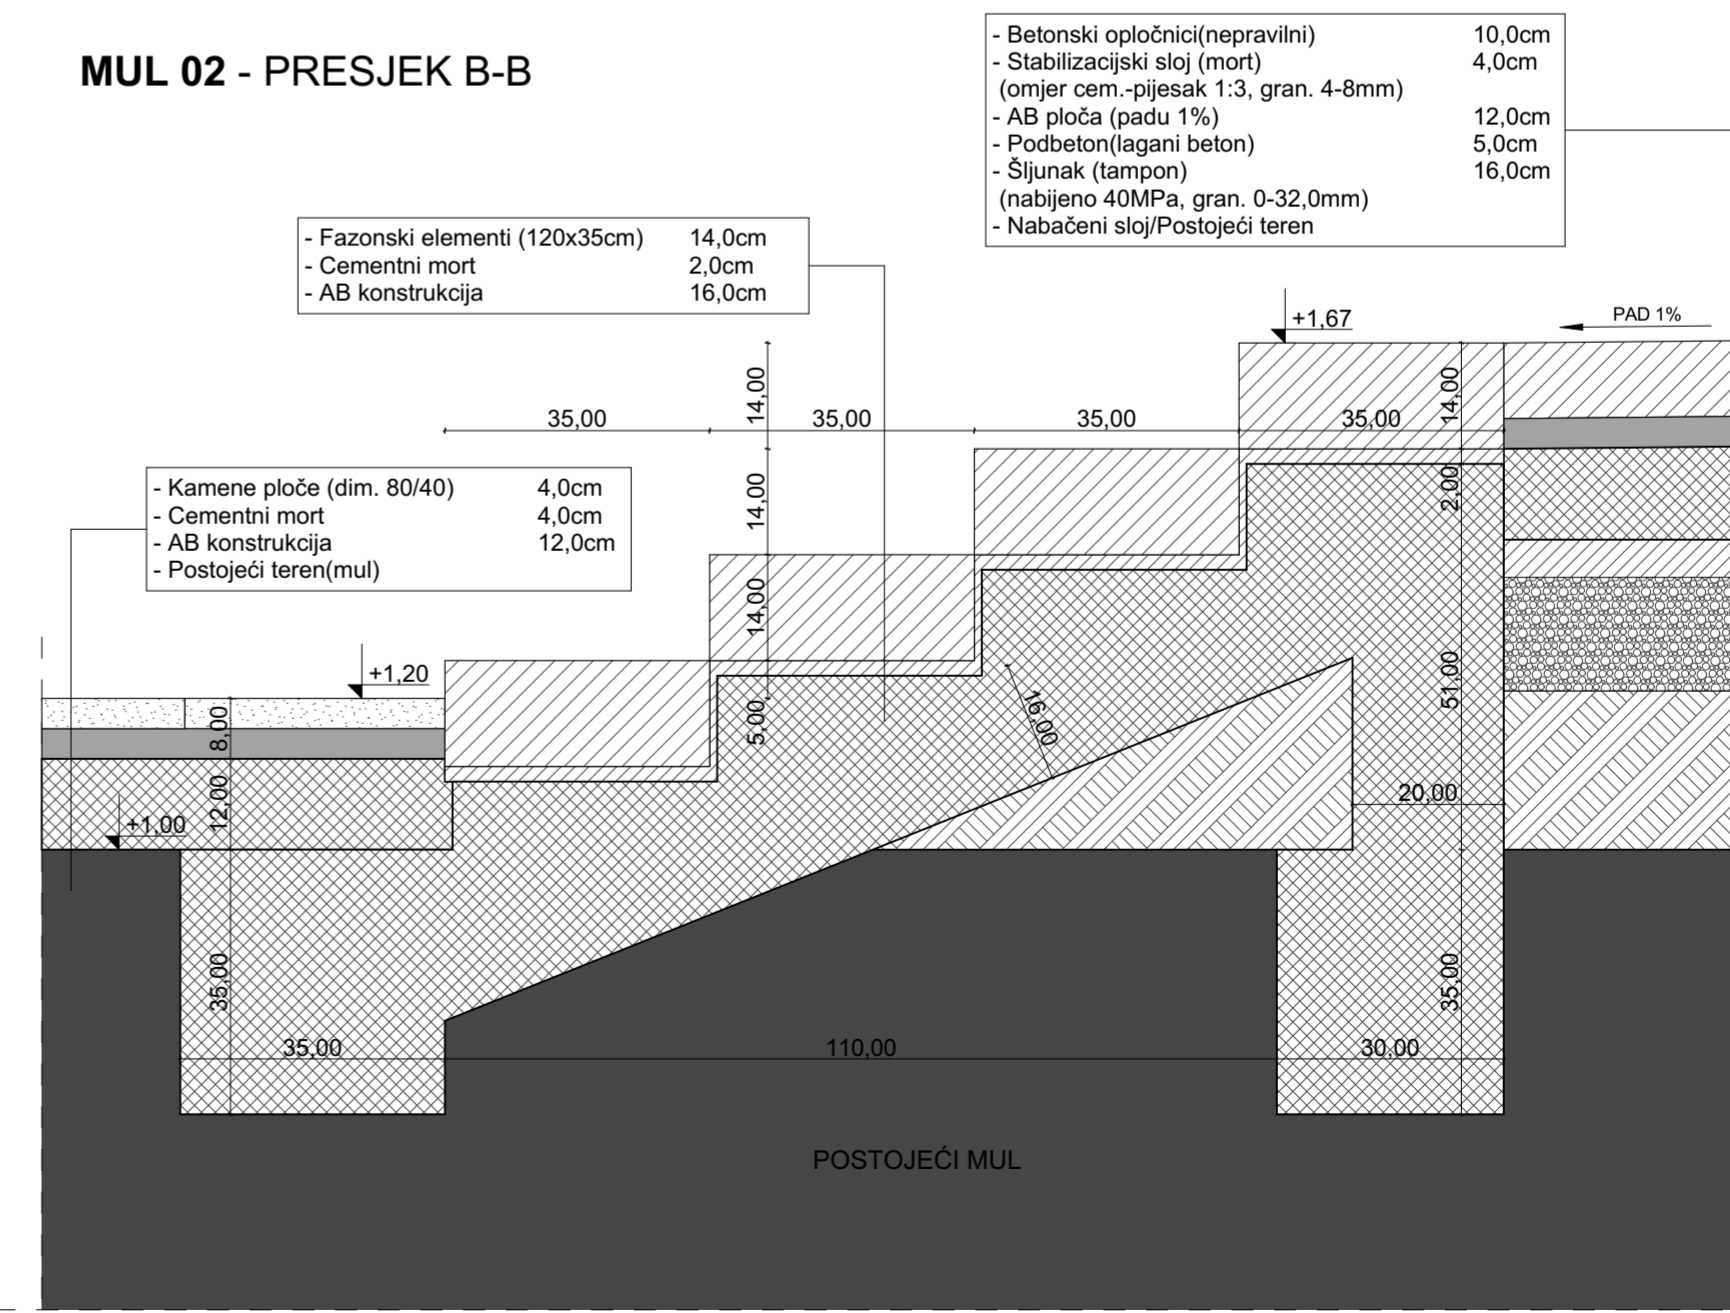 MUL 02 - PRESJEK B-B
- Betonski opločnici(nepravilni) 10,0cm
- Stabilizacijski sloj (mort) 4,0cm
(omjer cem.-pijesak 1:3, gran. 4-8mm)
- AB ploča (padu 1%) 12,0cm
- Podbeton(lagani beton) 5,0cm
- Šljunak (tampon) 16,0cm
(nabijeno 40MPa, gran. 0-32,0mm)
- Nabačeni sloj/Postojeći teren
- Fazonski elementi (120x35cm) 14,0cm
- Cementni mort 2,0cm
- AB konstrukcija 16,0cm
+1,67
PAD 1%
14,00
14,00
35,00 35,00 35,00 35,00
- Kamene ploče (dim. 80/40) 4,0cm
- Cementni mort 4,0cm
- AB konstrukcija 12,0cm
- Postojeći teren(mul)
14,00
2,00
14,00
+1,20
51,00
5,00
16,00
8,00
12,00
20,00
+1,00
35,00
35,00
35,00 110,00 30,00
POSTOJEĆI MUL